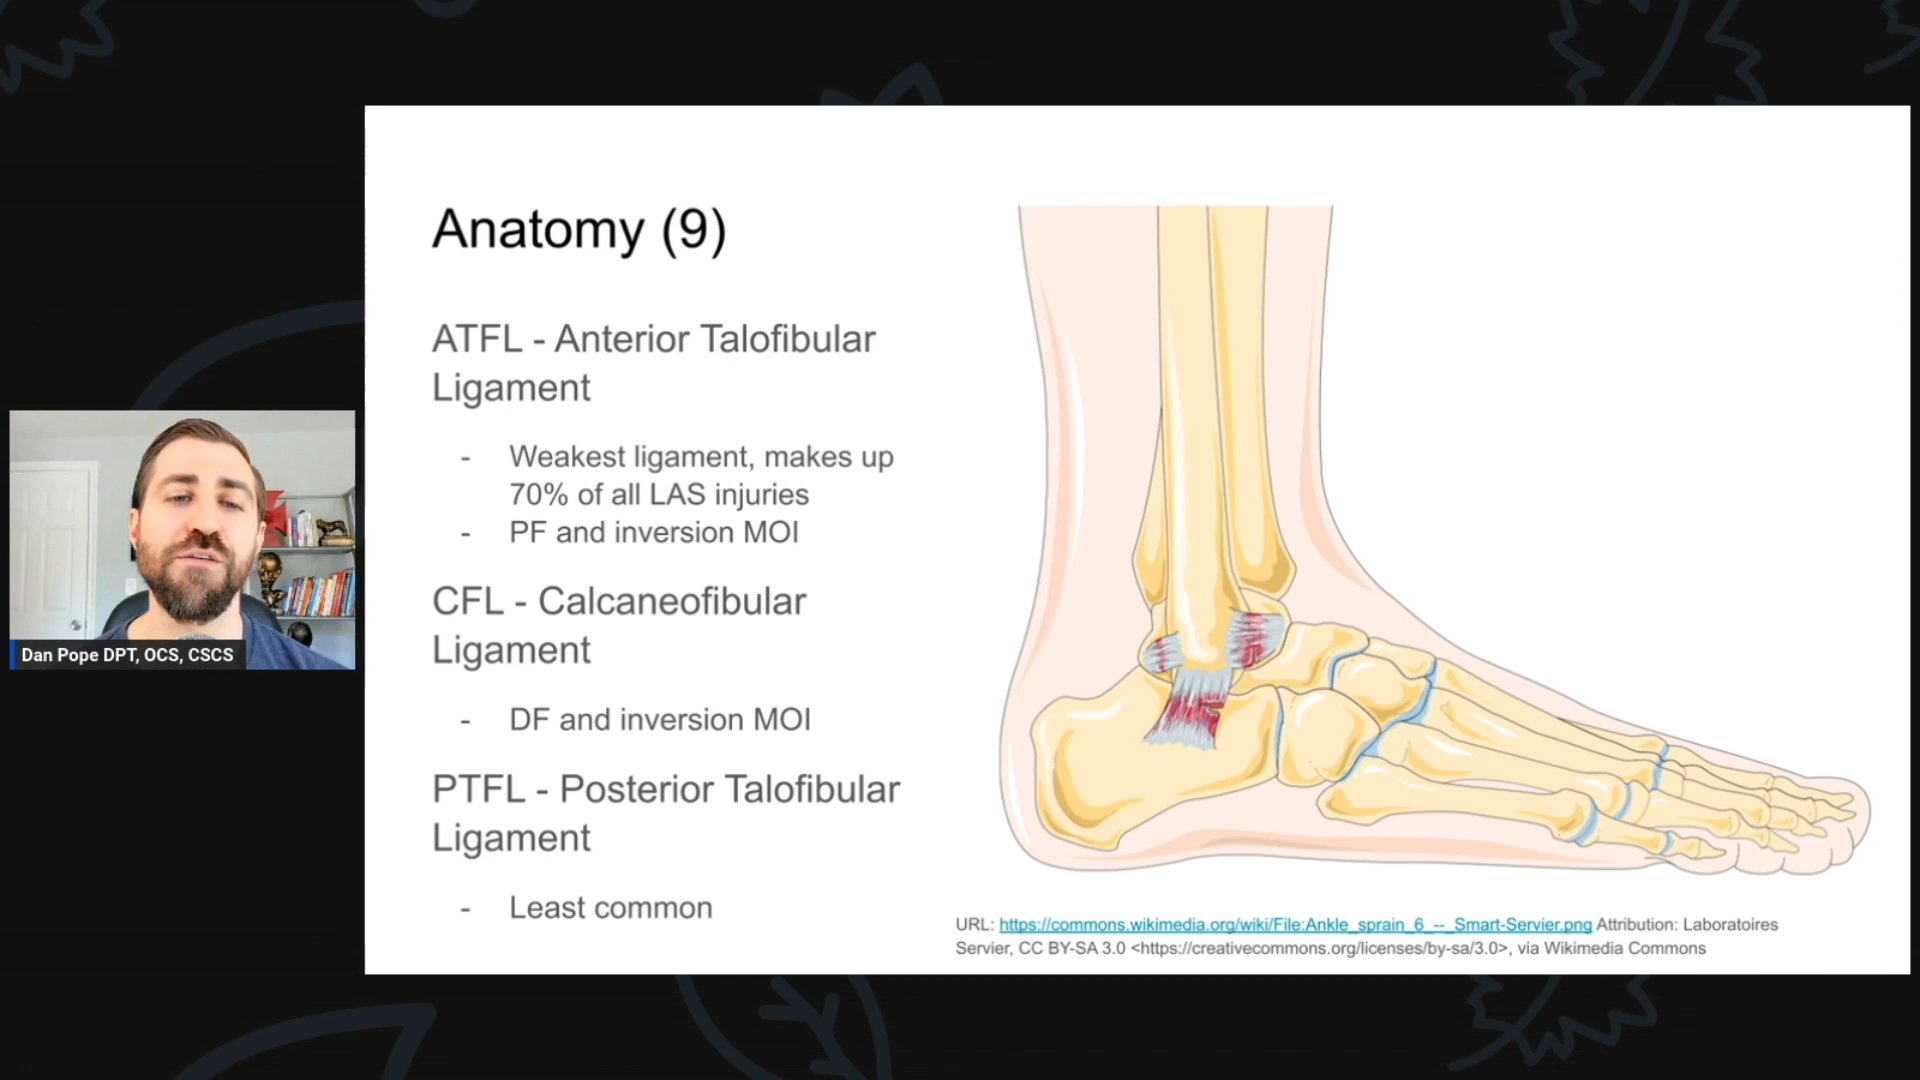 Anatomy (9)
ATFL - Anterior Talofibular
Ligament
- Weakest ligament, makes up
70% of all LAS injuries
- PF and inversion MOI
CFL - Calcaneofibular
Ligament
- DF and inversion MOI
PTFL - Posterior Talofibular
Ligament
- Least common
URL: https://commons.wikimedia.org/wiki/File:Ankle_sprain_6_--_Smart-Servier.png Attribution: Laboratoires
Servier, CC BY-SA 3.0 <https://creativecommons.org/licenses/by-sa/3.0>, via Wikimedia Commons
Dan Pope DPT, OCS, CSCS